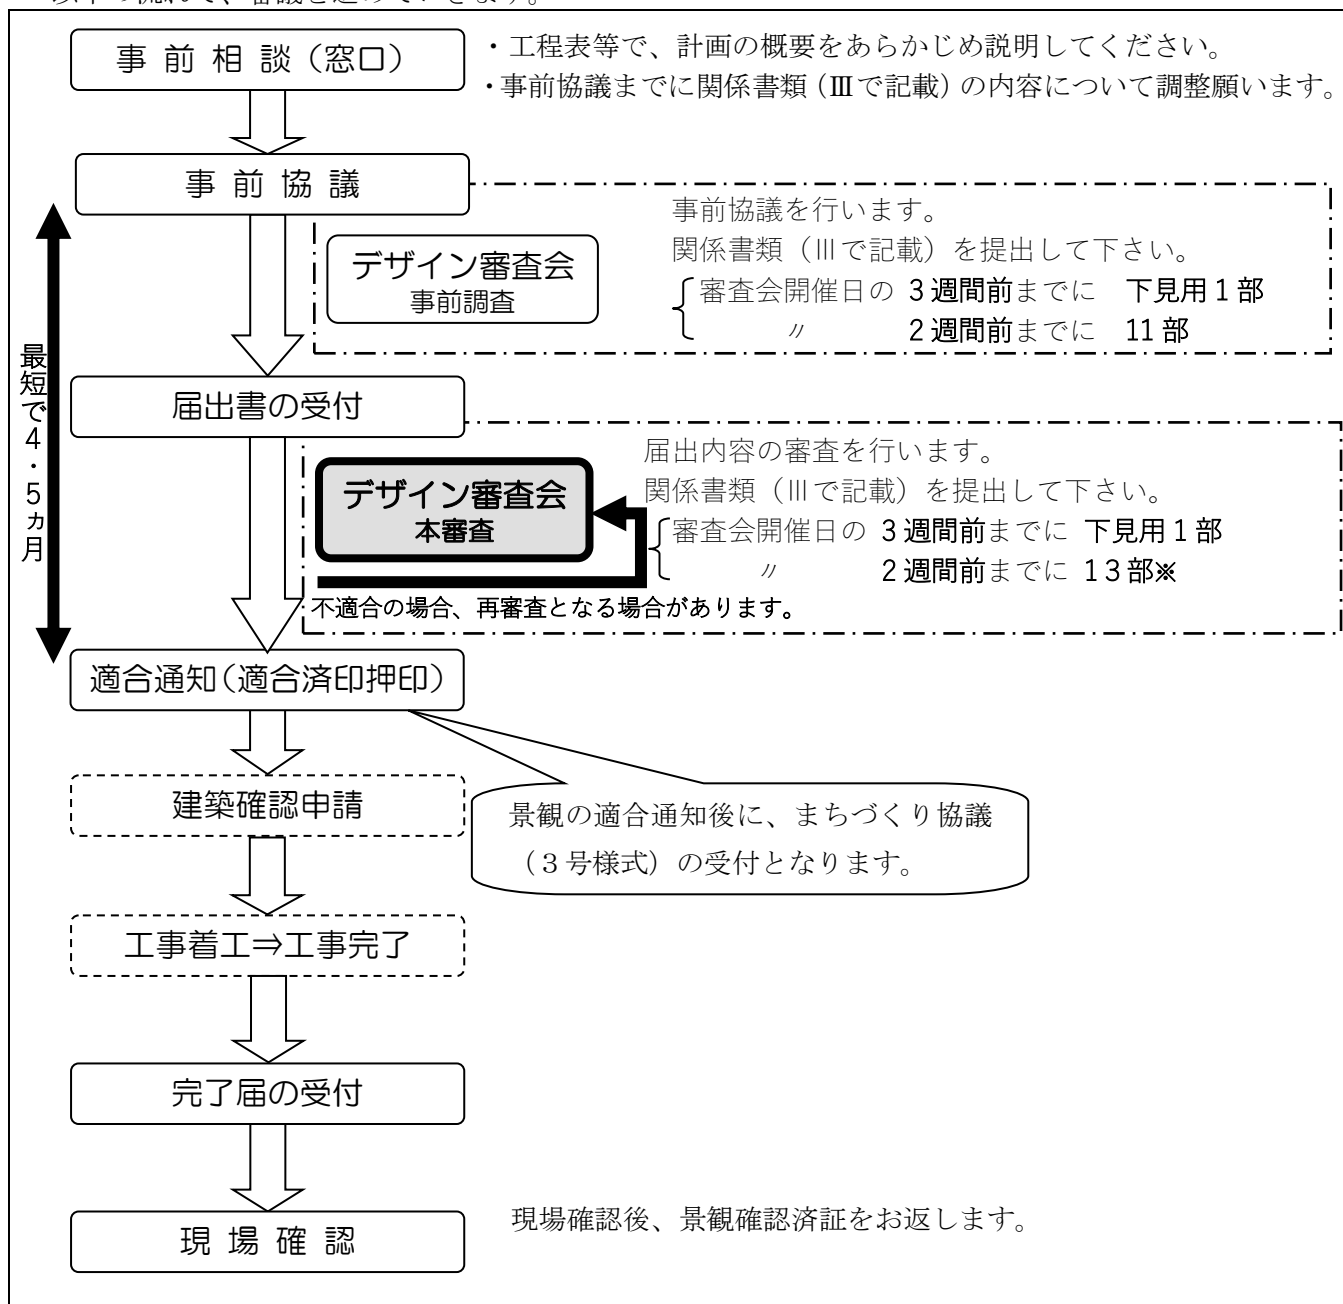 以下の流れで、審議を進めていきます。
事 前 相 談（窓口）
・工程表等で、計画の概要をあらかじめ説明してください。
・事前協議までに関係書類（Ⅲで記載）の内容について調整願います。
事 前 協 議
事前協議を行います。
関係書類（Ⅲで記載）を提出して下さい。
デザイン審査会
事前調査
審査会開催日の 3週間前までに 下見用1部
〃 2週間前までに 11部
最短で4・5ヵ月
届出書の受付
届出内容の審査を行います。
関係書類（Ⅲで記載）を提出して下さい。
デザイン審査会
本審査
審査会開催日の 3週間前までに 下見用1部
〃 2週間前までに 13部※
不適合の場合、再審査となる場合があります。
適合通知（適合済印押印）
建築確認申請
景観の適合通知後に、まちづくり協議
（３号様式）の受付となります。
工事着工⇒工事完了
完了届の受付
現 場 確 認
現場確認後、景観確認済証をお返します。